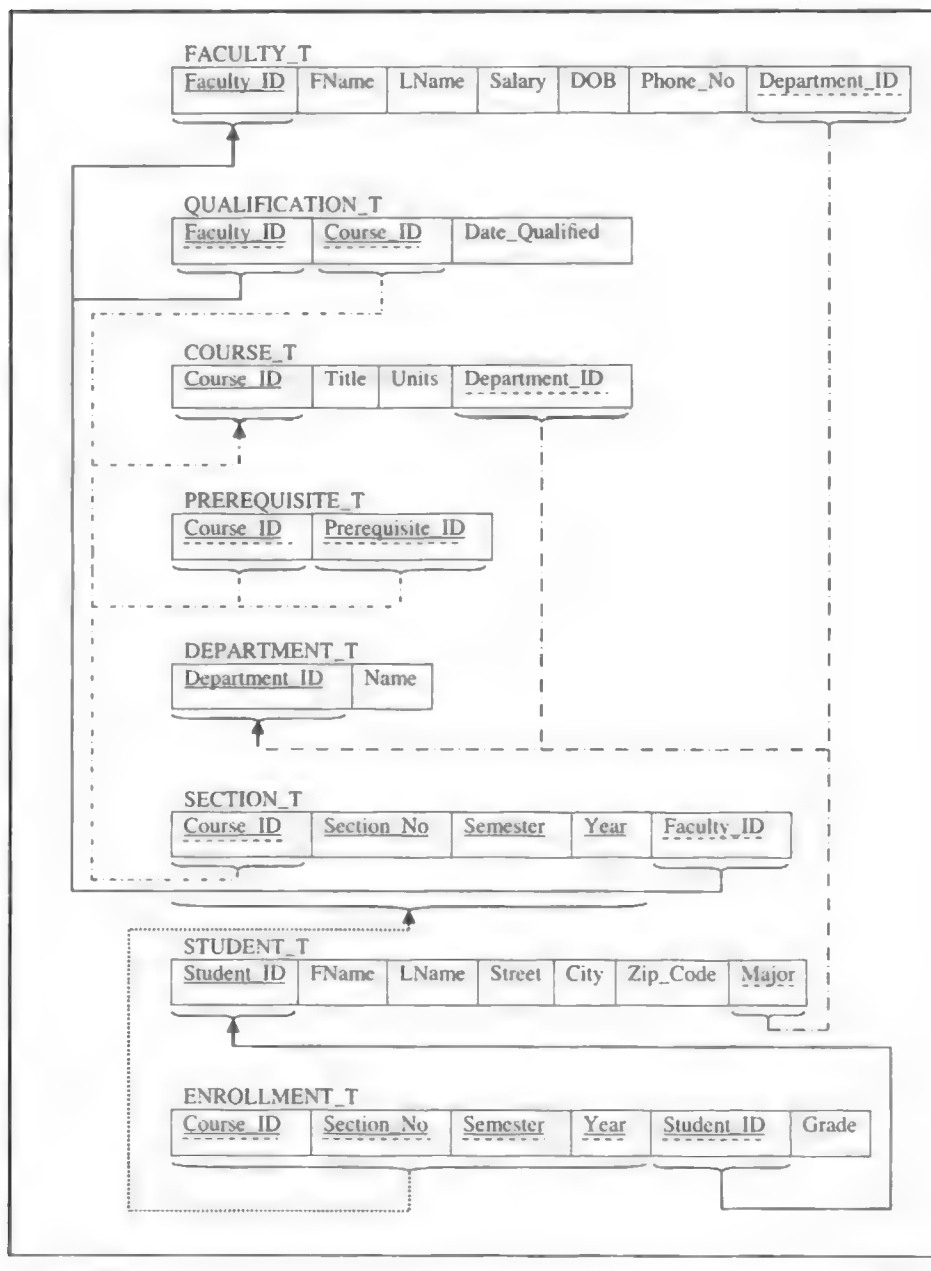 FACULTY_T
Faculty_ID FName LName Salary DOB Phone_No Department_ID
QUALIFICATION_T
Faculty_ID Course_ID Date_Qualified
COURSE_T
Course_ID Title Units Department_ID
PREREQUISITE_T
Course_ID Prerequisite_ID
DEPARTMENT_T
Department_ID Name
SECTION_T
Course_ID Section_No Semester Year Faculty_ID
STUDENT_T
Student_ID FName LName Street City Zip_Code Major
ENROLLMENT_T
Course_ID Section_No Semester Year Student_ID Grade